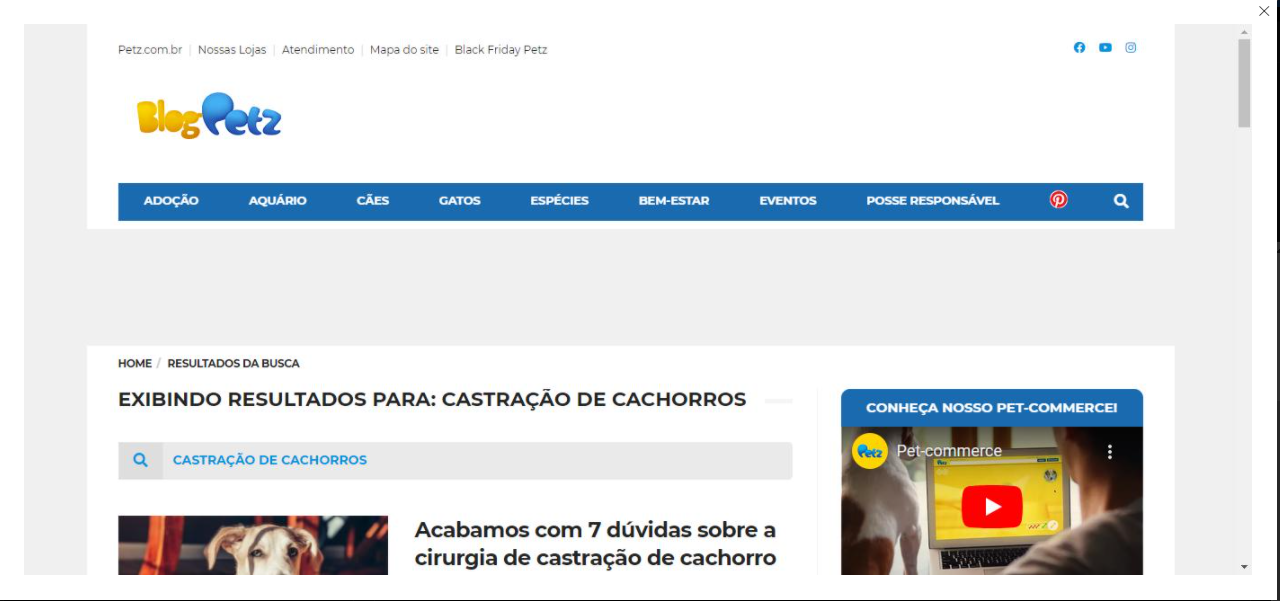 Petz.com.br | Nossas Lojas | Atendimento | Mapa do site | Black Friday Petz
Blog Petz
ADOÇÃO AQUÁRIO CÃES GATOS ESPÉCIES BEM-ESTAR EVENTOS POSSE RESPONSÁVEL
HOME / RESULTADOS DA BUSCA
EXIBINDO RESULTADOS PARA: CASTRAÇÃO DE CACHORROS
CASTRAÇÃO DE CACHORROS
Acabamos com 7 dúvidas sobre a
cirurgia de castração de cachorro
CONHEÇA NOSSO PET-COMMERCE!
Petz Pet-commerce